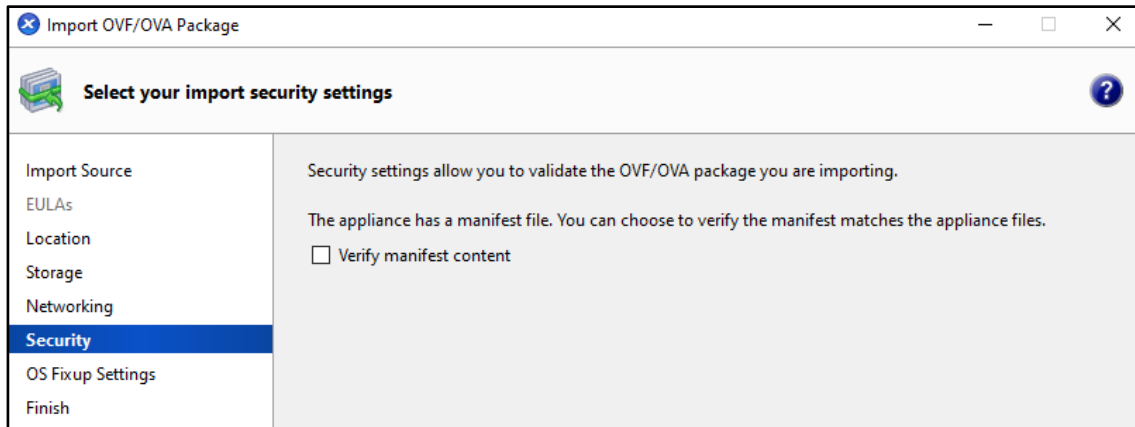 Import OVF/OVA Package
Select your import security settings
?
Import Source
EULAs
Location
Storage
Networking
Security
OS Fixup Settings
Finish
Security settings allow you to validate the OVF/OVA package you are importing.
The appliance has a manifest file. You can choose to verify the manifest matches the appliance files.
Verify manifest content